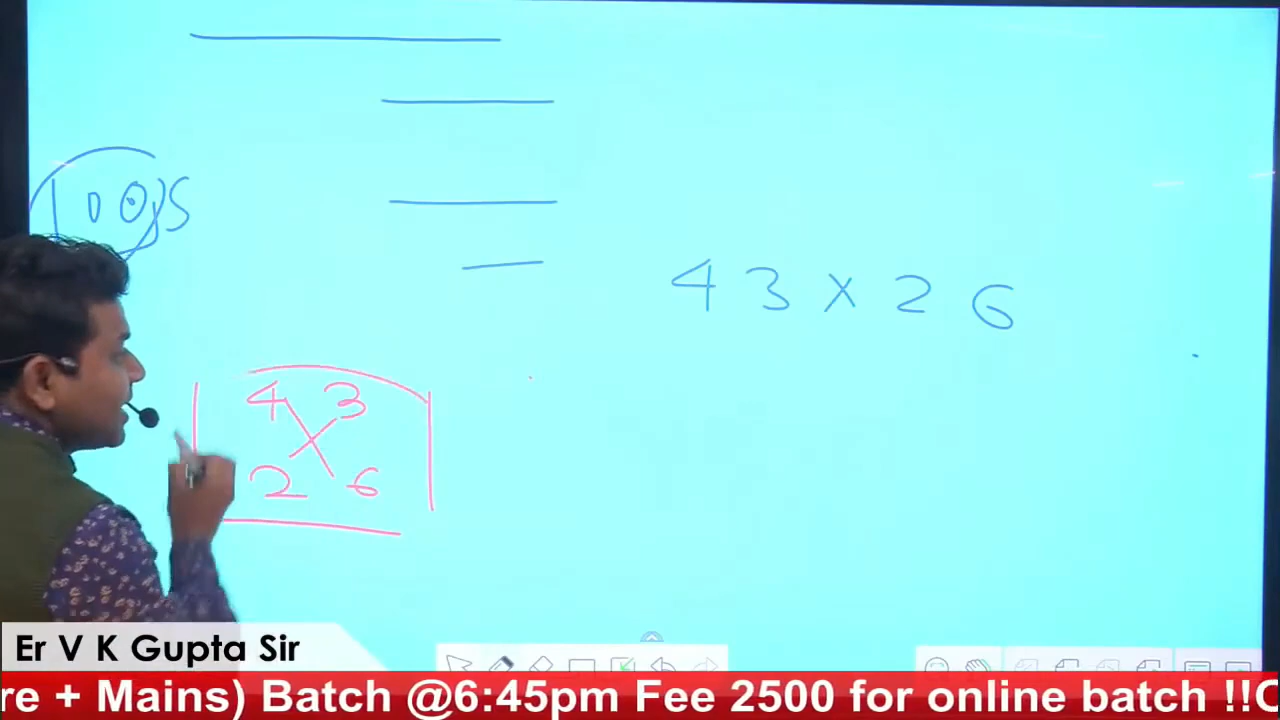 43 x 26
4 3
2 6
Er V K Gupta Sir
re + Mains) Batch @6:45pm Fee 2500 for online batch !!